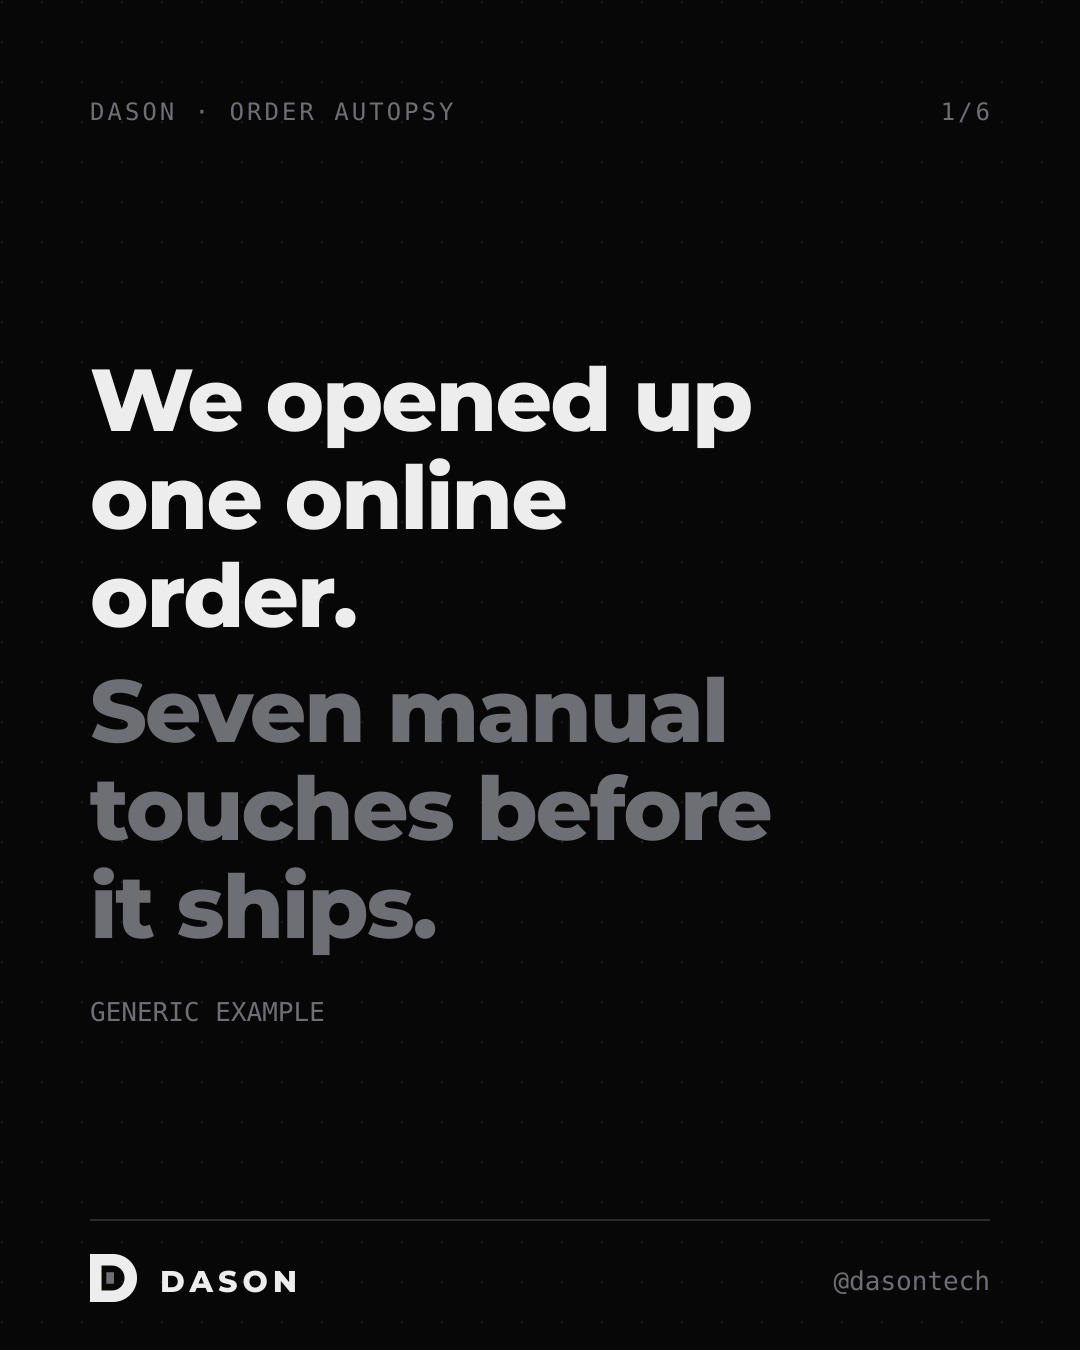 DASON · ORDER AUTOPSY
1/6
We opened up
one online
order.
Seven manual
touches before
it ships.
GENERIC EXAMPLE
DASON
@dasontech